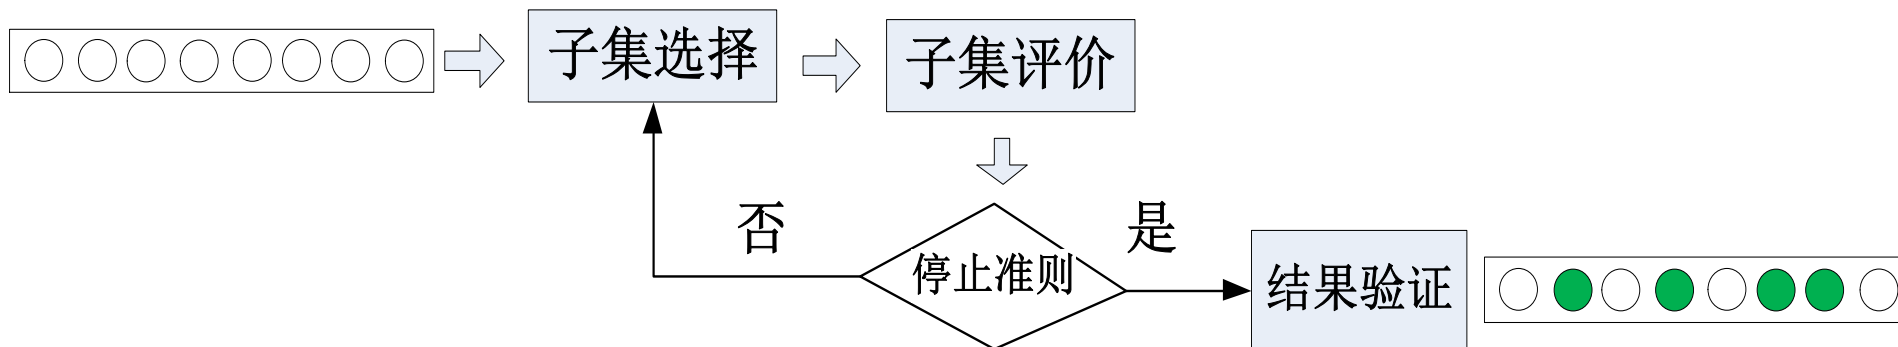 子集选择
子集评价
否
是
停止准则
结果验证